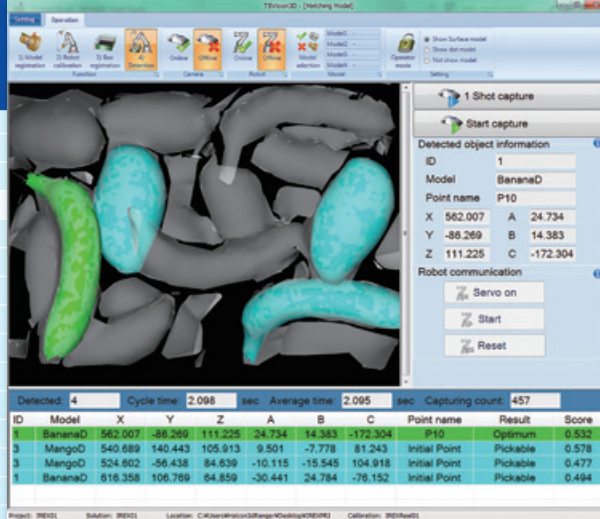 TSVision3D - [Matching Model]
Setting Operation
1) Model registration
2) Robot calibration
3) Box registration
4) Detection
Online
Offline
Online
Offline
Model selection
Model1 -
Model2 -
Model3 -
Model4 -
Operator mode
Show Surface model
Show dot model
Not show model
Function Camera Robot Model Setting
1 Shot capture
Start capture
Detected object information
ID 1
Model BananaD
Point name P10
X 562.007 A 24.734
Y -86.269 B 14.383
Z 111.225 C -172.304
Robot communication
Servo on
Start
Reset
Detected: 4 Cycle time: 2.098 sec Average time: 2.095 sec Capturing count: 457
ID Model X Y Z A B C Point name Result Score
1 BananaD 562.007 -86.269 111.225 24.734 14.383 -172.304 P10 Optimum 0.532
3 MangoD 540.689 140.443 105.913 9.501 -7.778 81.243 Initial Point Pickable 0.578
3 MangoD 524.602 -56.438 84.639 -10.115 -15.545 104.918 Initial Point Pickable 0.477
1 BananaD 616.358 106.769 64.859 -30.441 24.784 -76.152 Initial Point Pickable 0.494
Project: IREX01 Solution: IREX01 Location: Calibration: